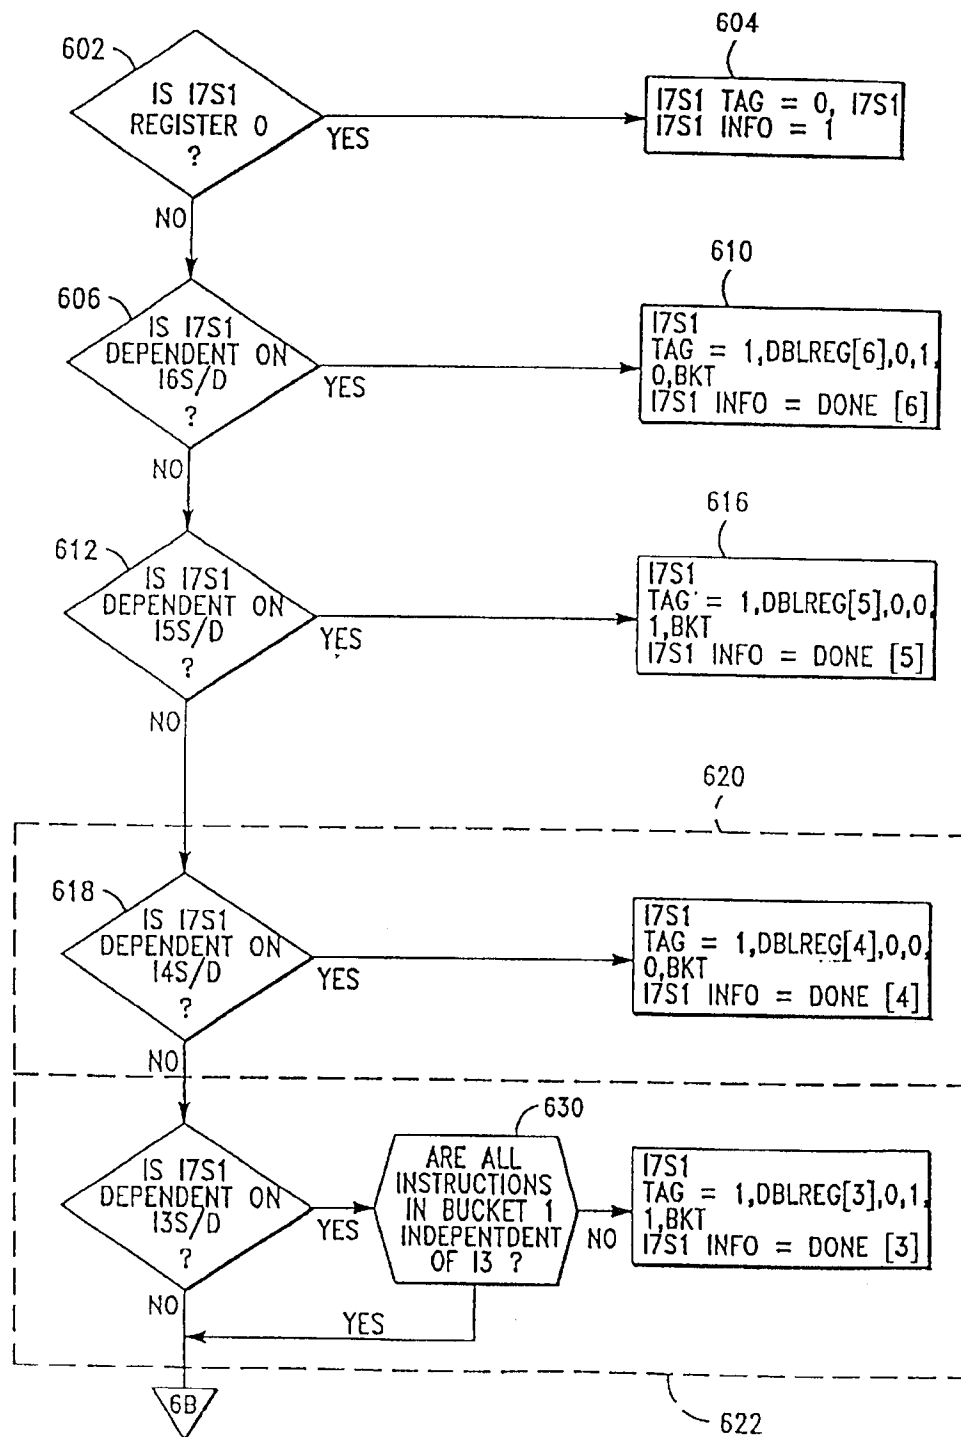 602
IS I7S1
REGISTER 0
?
YES
NO
604
I7S1 TAG = 0, I7S1
I7S1 INFO = 1
606
IS I7S1
DEPENDENT ON
I6S/D
?
YES
NO
610
I7S1
TAG = 1,DBLREG[6],0,1,
0,BKT
I7S1 INFO = DONE [6]
612
IS I7S1
DEPENDENT ON
I5S/D
?
YES
NO
616
I7S1
TAG = 1,DBLREG[5],0,0,
1,BKT
I7S1 INFO = DONE [5]
620
618
IS I7S1
DEPENDENT ON
I4S/D
?
YES
NO
I7S1
TAG = 1,DBLREG[4],0,0,
0,BKT
I7S1 INFO = DONE [4]
IS I7S1
DEPENDENT ON
I3S/D
?
YES
NO
630
ARE ALL
INSTRUCTIONS
IN BUCKET 1
INDEPENTDENT
OF I3 ?
NO
YES
I7S1
TAG = 1,DBLREG[3],0,1,
1,BKT
I7S1 INFO = DONE [3]
6B
622